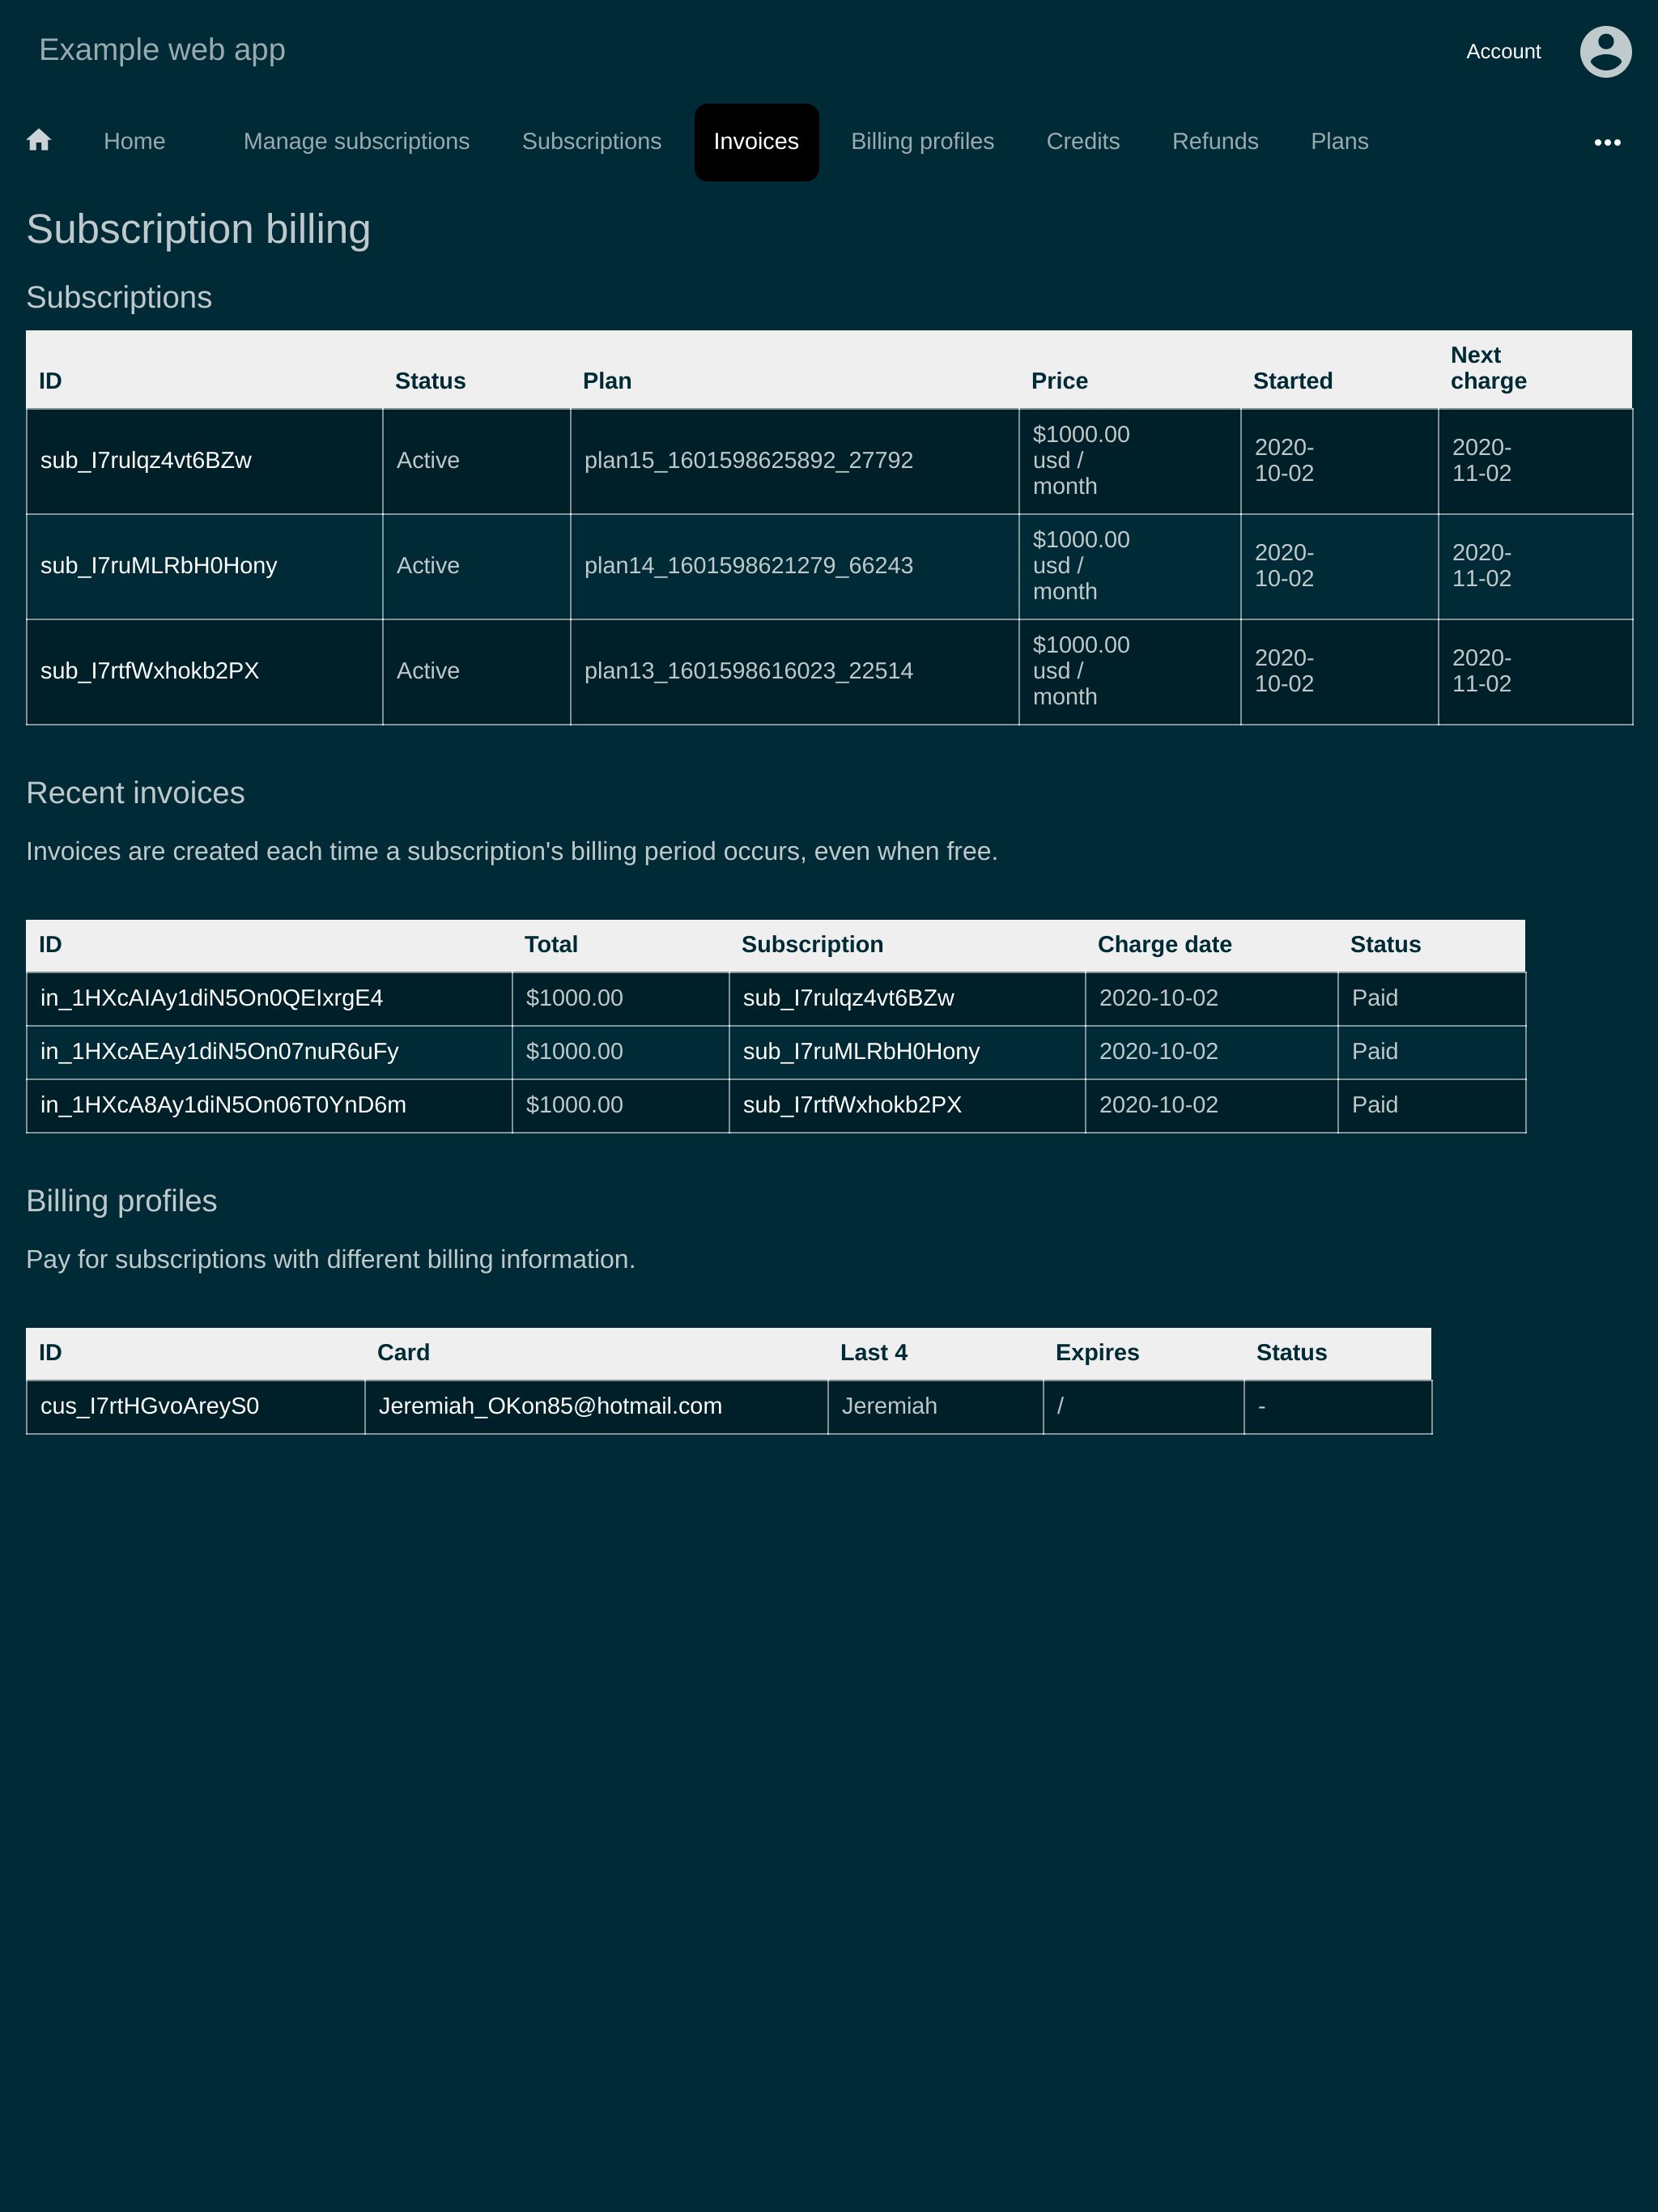 Example web app
Account
Home Manage subscriptions Subscriptions Invoices Billing profiles Credits Refunds Plans
Subscription billing
Subscriptions
ID Status Plan Price Started Next charge
sub_I7rulqz4vt6BZw Active plan15_1601598625892_27792 $1000.00 usd / month 2020-10-02 2020-11-02
sub_I7ruMLRbH0Hony Active plan14_1601598621279_66243 $1000.00 usd / month 2020-10-02 2020-11-02
sub_I7rtfWxhokb2PX Active plan13_1601598616023_22514 $1000.00 usd / month 2020-10-02 2020-11-02
Recent invoices
Invoices are created each time a subscription's billing period occurs, even when free.
ID Total Subscription Charge date Status
in_1HXcAIAy1diN5On0QEIxrgE4 $1000.00 sub_I7rulqz4vt6BZw 2020-10-02 Paid
in_1HXcAEAy1diN5On07nuR6uFy $1000.00 sub_I7ruMLRbH0Hony 2020-10-02 Paid
in_1HXcA8Ay1diN5On06T0YnD6m $1000.00 sub_I7rtfWxhokb2PX 2020-10-02 Paid
Billing profiles
Pay for subscriptions with different billing information.
ID Card Last 4 Expires Status
cus_I7rtHGvoAreyS0 Jeremiah_OKon85@hotmail.com Jeremiah / -